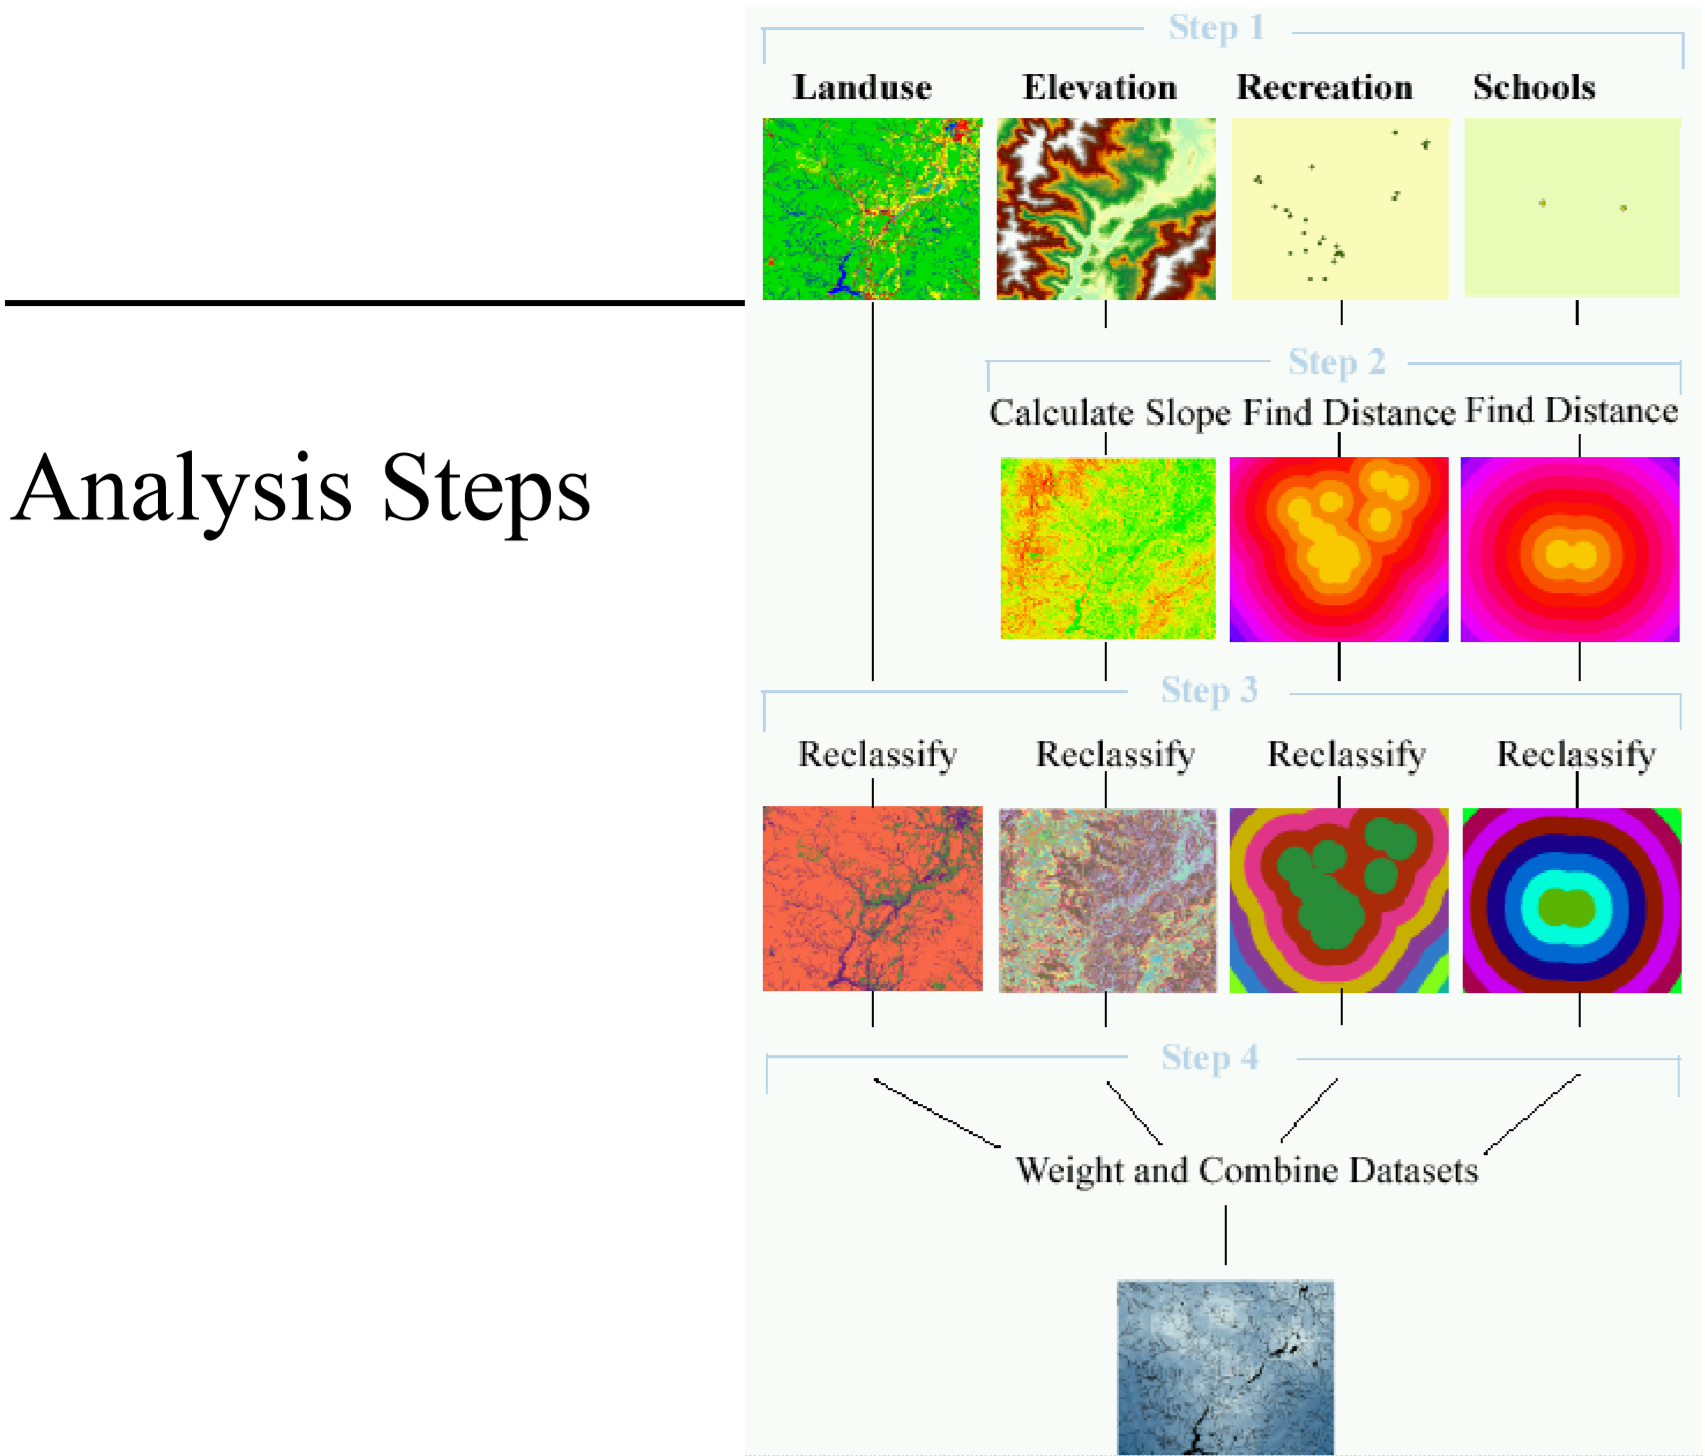 Step 1
Landuse Elevation Recreation Schools
Step 2
Calculate Slope Find Distance Find Distance
Analysis Steps
Step 3
Reclassify Reclassify Reclassify Reclassify
Step 4
Weight and Combine Datasets